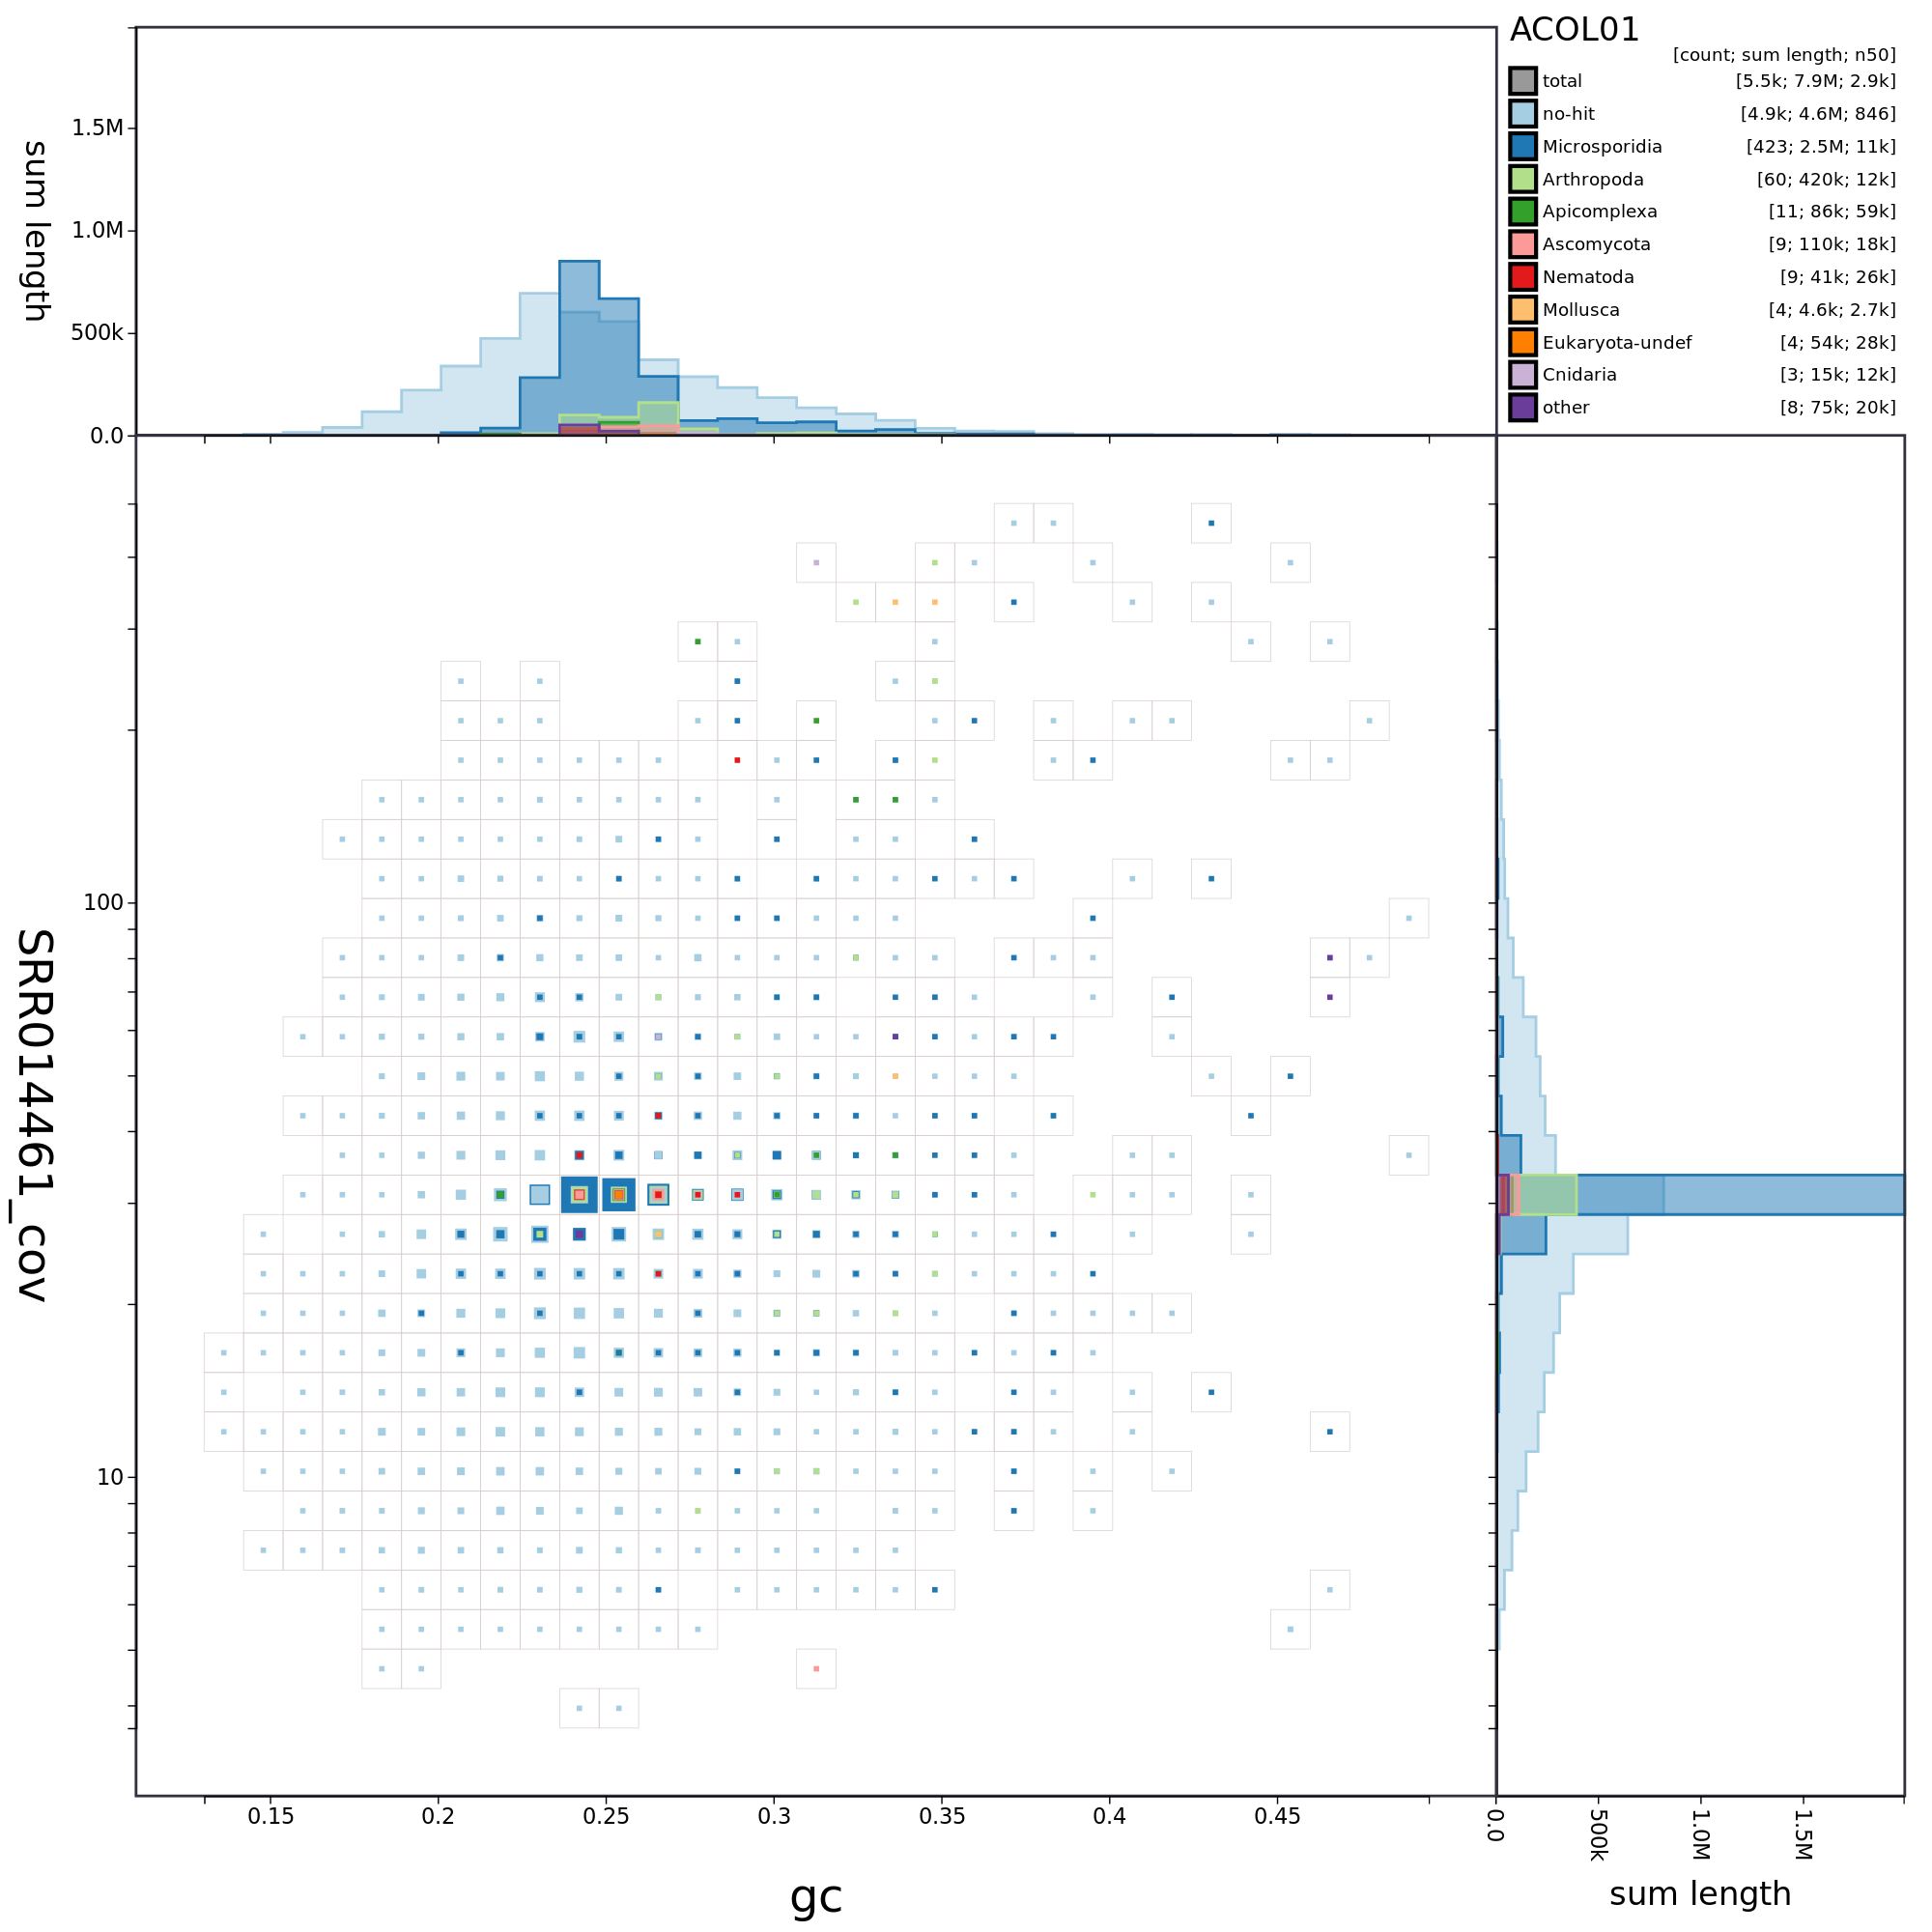 ACOL01
[count; sum length; n50]
total [5.5k; 7.9M; 2.9k]
no-hit [4.9k; 4.6M; 846]
Microsporidia [423; 2.5M; 11k]
Arthropoda [60; 420k; 12k]
Apicomplexa [11; 86k; 59k]
Ascomycota [9; 110k; 18k]
Nematoda [9; 41k; 26k]
Mollusca [4; 4.6k; 2.7k]
Eukaryota-undef [4; 54k; 28k]
Cnidaria [3; 15k; 12k]
other [8; 75k; 20k]
sum length
1.5M
1.0M
500k
0.0
SRR014461_cov
100
10
0.15 0.2 0.25 0.3 0.35 0.4 0.45
gc
0.0 500k 1.0M 1.5M
sum length